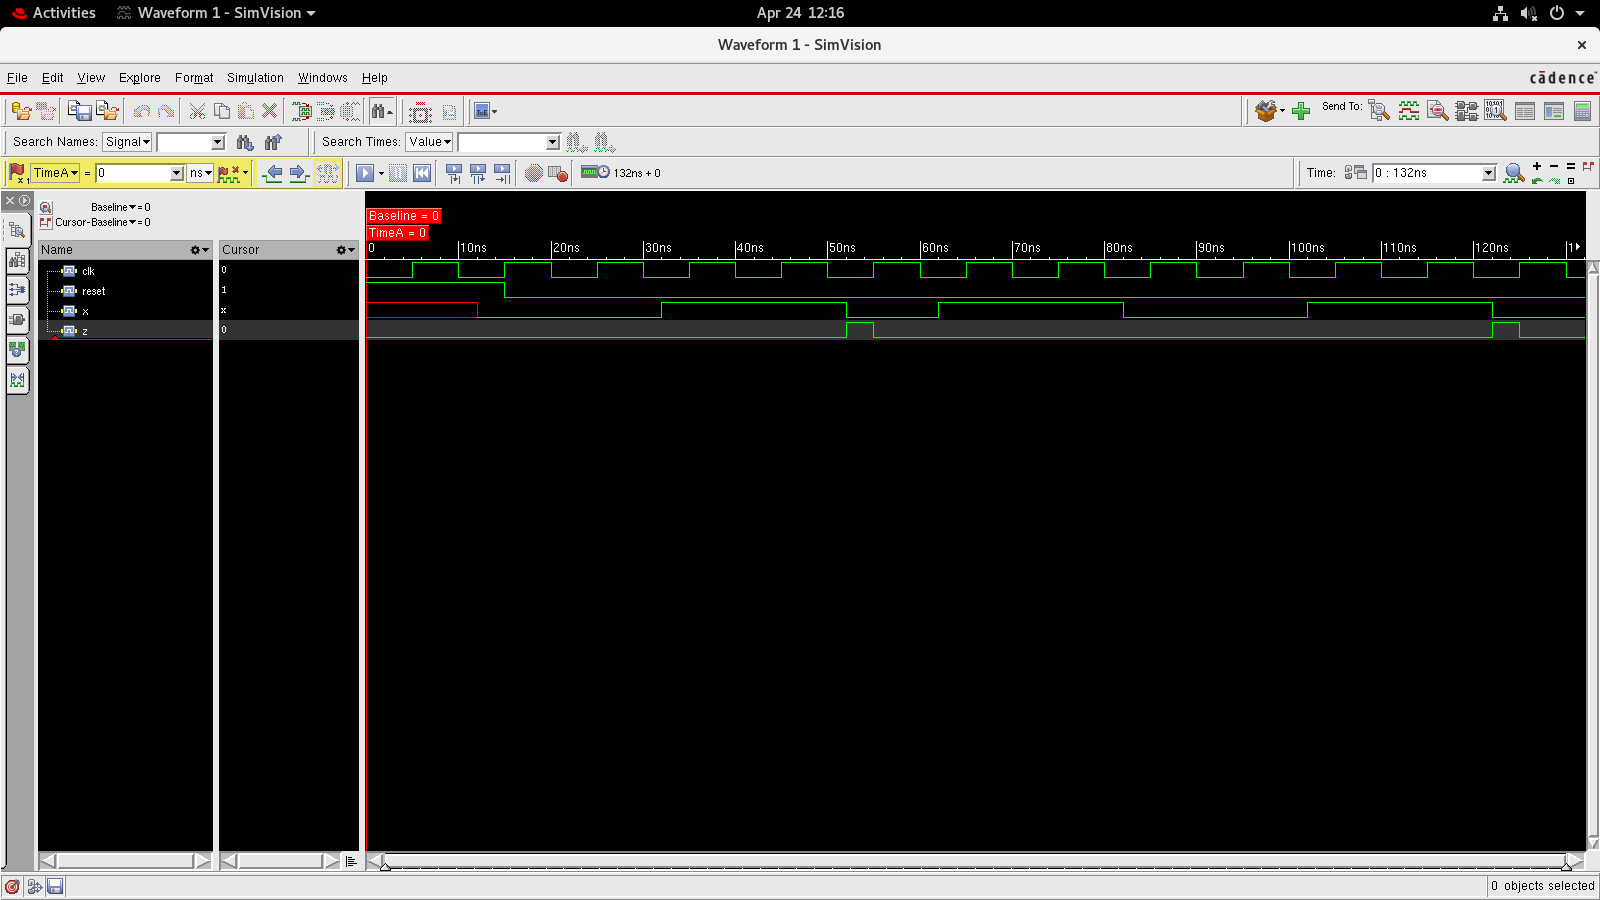 Activities Waveform 1 - SimVision Apr 24 12:16
Waveform 1 - SimVision
File Edit View Explore Format Simulation Windows Help cādence
Send To:
Search Names: Signal Search Times: Value
TimeA = 0 ns 132ns + 0 Time: 0 : 132ns
Baseline = 0
Cursor-Baseline = 0
Baseline = 0
TimeA = 0
Name Cursor 0 10ns 20ns 30ns 40ns 50ns 60ns 70ns 80ns 90ns 100ns 110ns 120ns 1
clk 0
reset 1
x x
z 0
0 objects selected